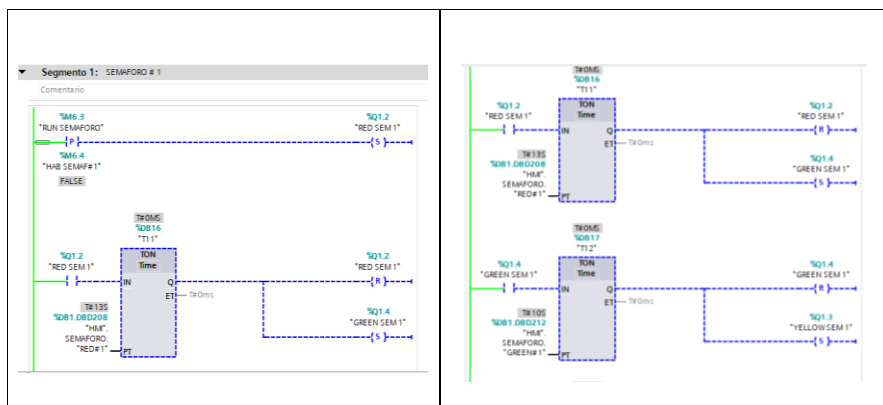 Segmento 1: SEMAFORO # 1
Comentario
%M6.3
"RUN SEMAFORO"
P
%M6.4
"HAB SEMAF#1"
FALSE
%Q1.2
"RED SEM 1"
S
T#0MS
%DB16
"T11"
TON
Time
%Q1.2
"RED SEM 1"
IN
Q
ET
T#0ms
T#13S
%DB1.DBD208
"HMI".
SEMAFORO.
"RED#1"
PT
%Q1.2
"RED SEM 1"
R
%Q1.4
"GREEN SEM 1"
S
T#0MS
%DB16
"T11"
TON
Time
%Q1.2
"RED SEM 1"
IN
Q
ET
T#0ms
T#13S
%DB1.DBD208
"HMI".
SEMAFORO.
"RED#1"
PT
%Q1.2
"RED SEM 1"
R
%Q1.4
"GREEN SEM 1"
S
T#0MS
%DB17
"T12"
TON
Time
%Q1.4
"GREEN SEM 1"
IN
Q
ET
T#0ms
T#10S
%DB1.DBD212
"HMI".
SEMAFORO.
"GREEN#1"
PT
%Q1.4
"GREEN SEM 1"
R
%Q1.3
"YELLOW SEM 1"
S